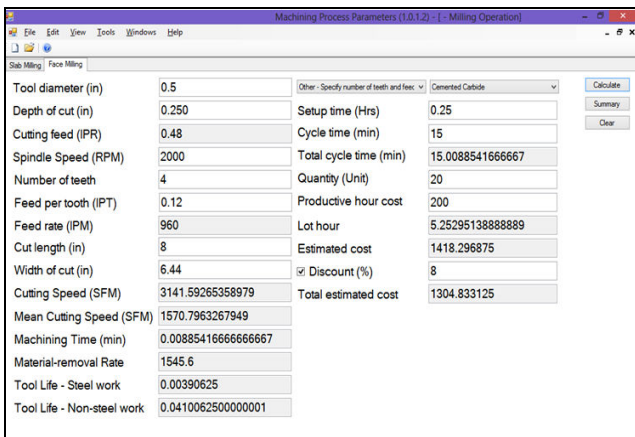 Machining Process Parameters (1.0.1.2) - [ - Milling Operation]
File Edit View Tools Windows Help
Slab Milling Face Milling
Tool diameter (in) 0.5 Other - Specify number of teeth and feec Cemented Carbide Calculate
Depth of cut (in) 0.250 Setup time (Hrs) 0.25 Summary
Cutting feed (IPR) 0.48 Cycle time (min) 15 Clear
Spindle Speed (RPM) 2000 Total cycle time (min) 15.0088541666667
Number of teeth 4 Quantity (Unit) 20
Feed per tooth (IPT) 0.12 Productive hour cost 200
Feed rate (IPM) 960 Lot hour 5.25295138888889
Cut length (in) 8 Estimated cost 1418.296875
Width of cut (in) 6.44 Discount (%) 8
Cutting Speed (SFM) 3141.59265358979 Total estimated cost 1304.833125
Mean Cutting Speed (SFM) 1570.7963267949
Machining Time (min) 0.00885416666666667
Material-removal Rate 1545.6
Tool Life - Steel work 0.00390625
Tool Life - Non-steel work 0.0410062500000001